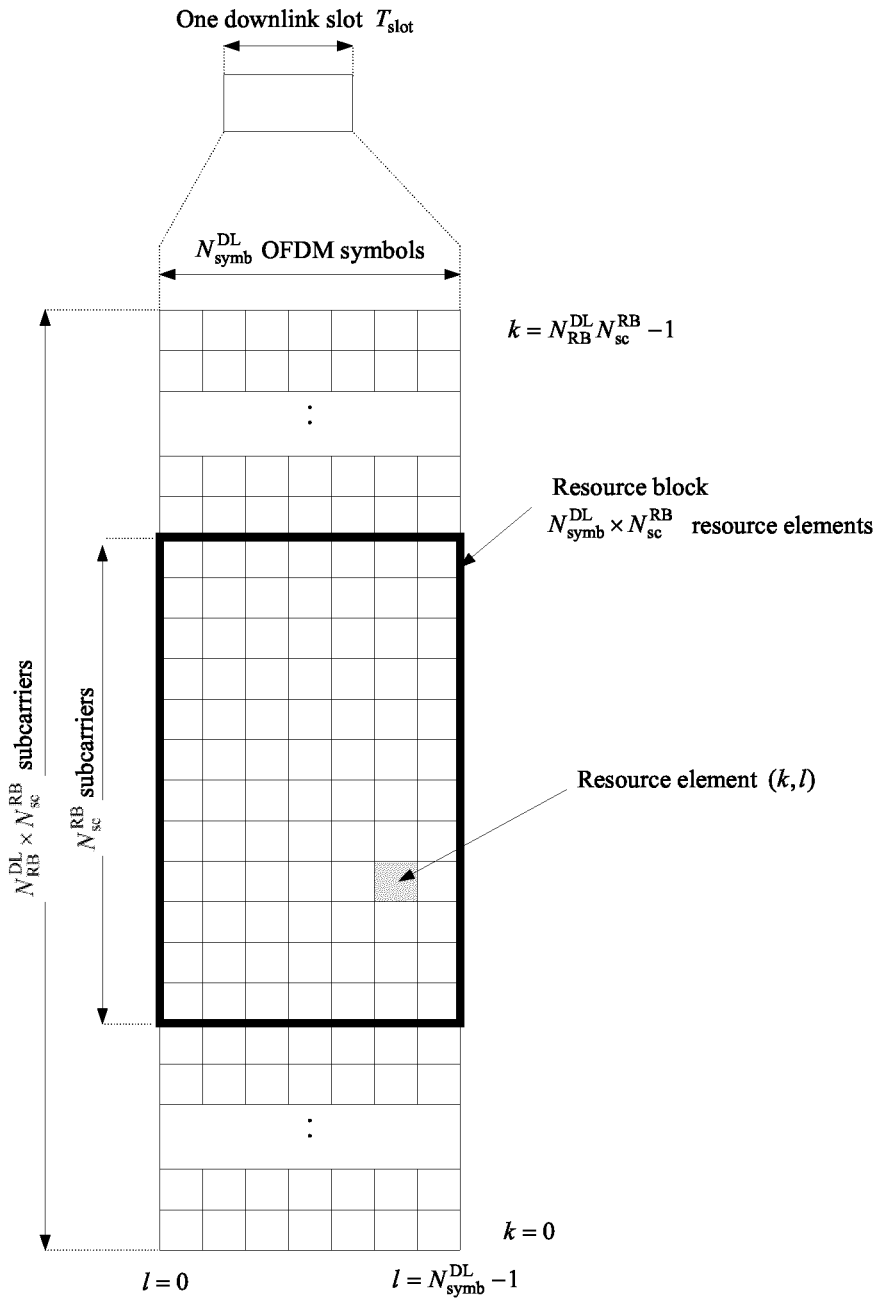 One downlink slot T_slot
N_symb^DL OFDM symbols
k = N_RB^DL N_sc^RB − 1
:
Resource block
N_symb^DL × N_sc^RB resource elements
N_RB^DL × N_sc^RB subcarriers
N_sc^RB subcarriers
Resource element (k, l)
:
k = 0
l = 0
l = N_symb^DL − 1